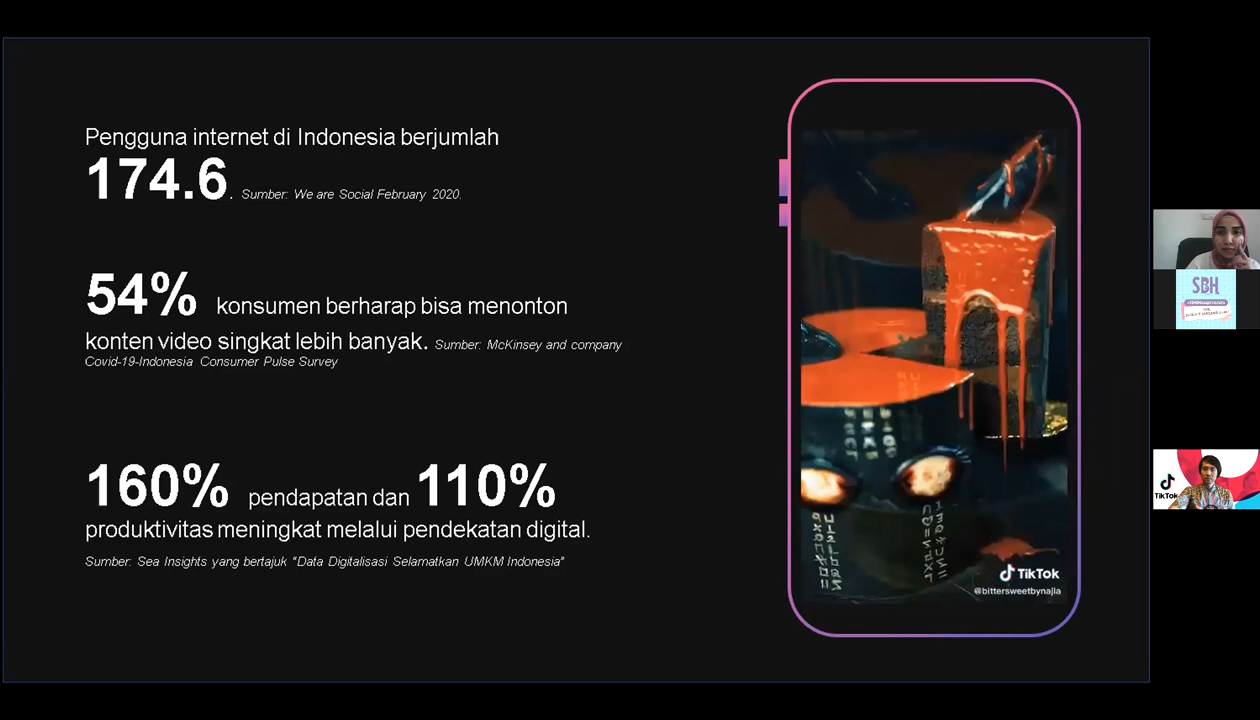 Pengguna internet di Indonesia berjumlah
174.6. Sumber: We are Social February 2020.
54% konsumen berharap bisa menonton
konten video singkat lebih banyak. Sumber: McKinsey and company
Covid-19-Indonesia Consumer Pulse Survey
160% pendapatan dan 110%
produktivitas meningkat melalui pendekatan digital.
Sumber: Sea Insights yang bertajuk "Data Digitalisasi Selamatkan UMKM Indonesia"
TikTok
@bittersweetbynajla
SBH
TikTok